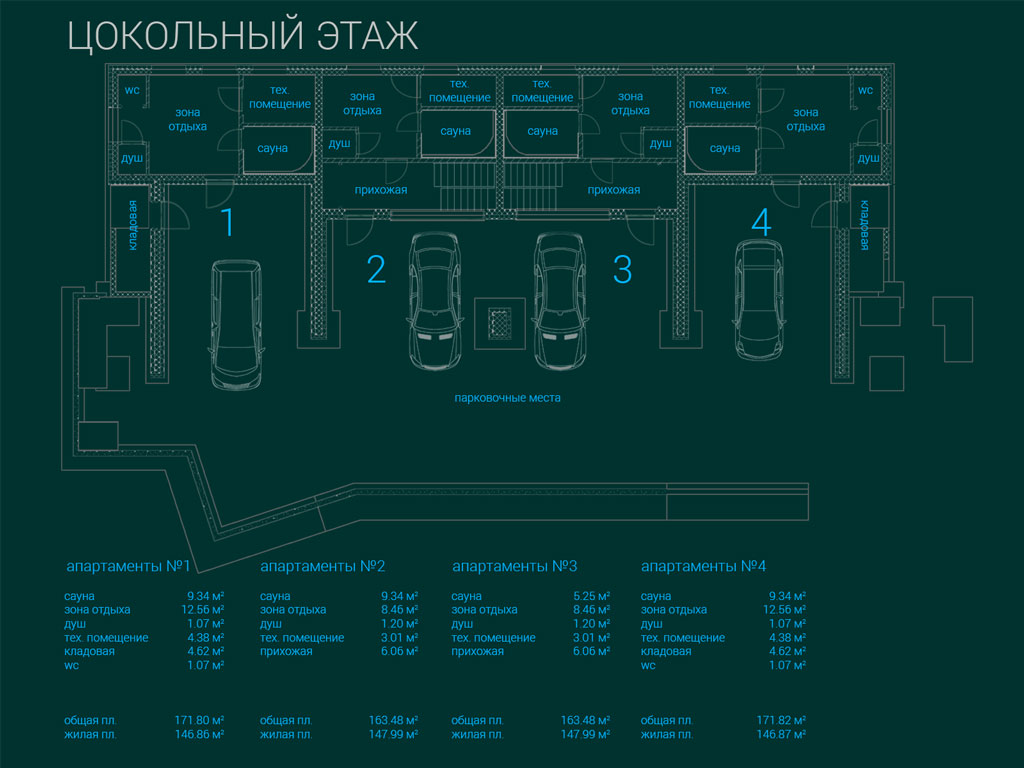 ЦОКОЛЬНЫЙ ЭТАЖ
wc
зона
отдыха
душ
тех.
помещение
сауна
зона
отдыха
душ
тех.
помещение
сауна
тех.
помещение
сауна
зона
отдыха
душ
тех.
помещение
сауна
зона
отдыха
wc
душ
прихожая
прихожая
кладовая
кладовая
1
2
3
4
парковочные места
апартаменты №1
сауна 9.34 м²
зона отдыха 12.56 м²
душ 1.07 м²
тех. помещение 4.38 м²
кладовая 4.62 м²
wc 1.07 м²
общая пл. 171.80 м²
жилая пл. 146.86 м²
апартаменты №2
сауна 9.34 м²
зона отдыха 8.46 м²
душ 1.20 м²
тех. помещение 3.01 м²
прихожая 6.06 м²
общая пл. 163.48 м²
жилая пл. 147.99 м²
апартаменты №3
сауна 5.25 м²
зона отдыха 8.46 м²
душ 1.20 м²
тех. помещение 3.01 м²
прихожая 6.06 м²
общая пл. 163.48 м²
жилая пл. 147.99 м²
апартаменты №4
сауна 9.34 м²
зона отдыха 12.56 м²
душ 1.07 м²
тех. помещение 4.38 м²
кладовая 4.62 м²
wc 1.07 м²
общая пл. 171.82 м²
жилая пл. 146.87 м²